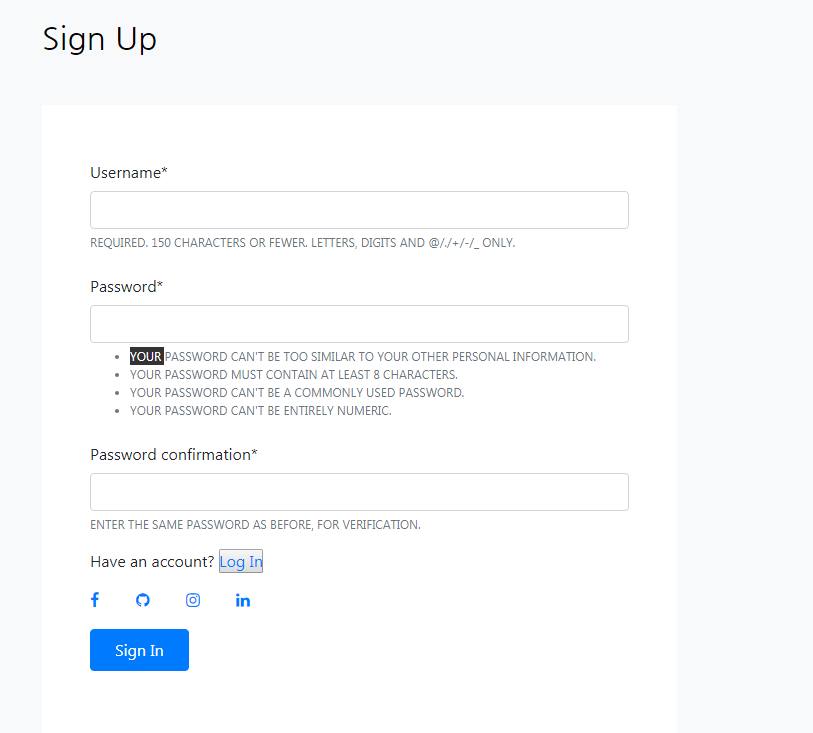 Sign Up
Username*
REQUIRED. 150 CHARACTERS OR FEWER. LETTERS, DIGITS AND @/./+/-/_ ONLY.
Password*
YOUR PASSWORD CAN'T BE TOO SIMILAR TO YOUR OTHER PERSONAL INFORMATION.
YOUR PASSWORD MUST CONTAIN AT LEAST 8 CHARACTERS.
YOUR PASSWORD CAN'T BE A COMMONLY USED PASSWORD.
YOUR PASSWORD CAN'T BE ENTIRELY NUMERIC.
Password confirmation*
ENTER THE SAME PASSWORD AS BEFORE, FOR VERIFICATION.
Have an account? Log In
Sign In